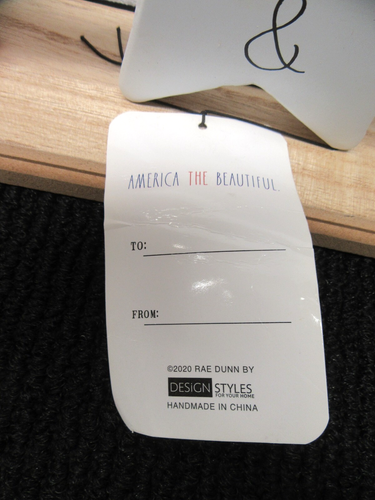 &
AMERICA THE BEAUTIFUL.
TO:
FROM:
©2020 RAE DUNN BY
DESIGN STYLES
FOR YOUR HOME
HANDMADE IN CHINA